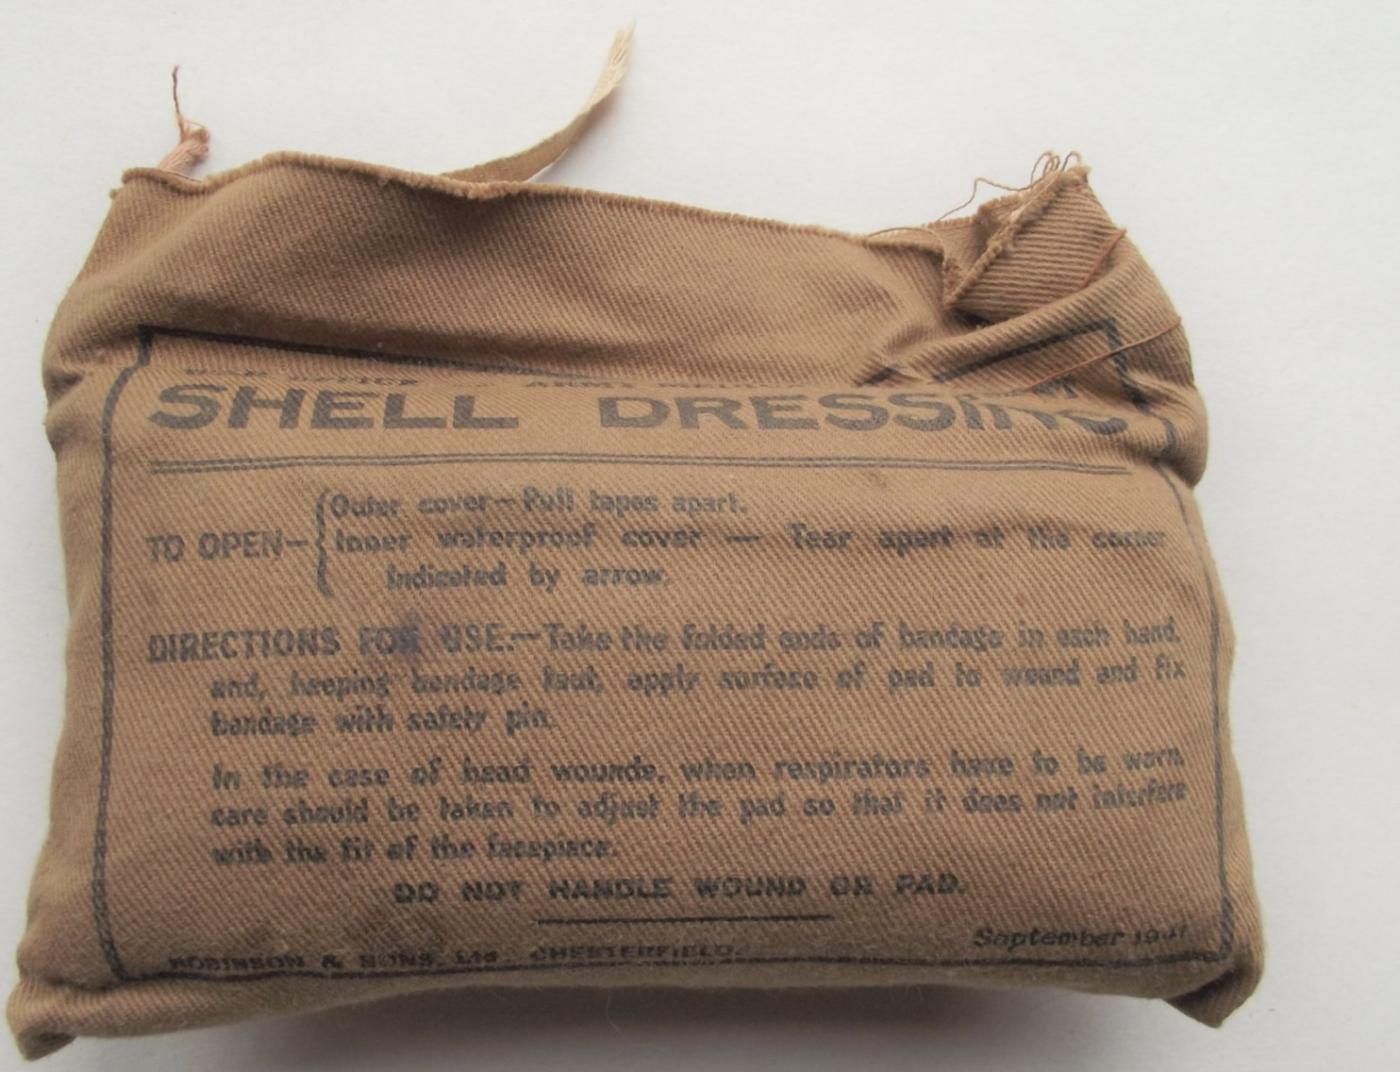 SHELL DRESSING
TO OPEN— Outer cover—Pull tapes apart.
Inner waterproof cover — Tear apart at the corner
indicated by arrow.
DIRECTIONS FOR USE.—Take the folded ends of bandage in each hand,
and, keeping bandage taut, apply surface of pad to wound and fix
bandage with safety pin.
In the case of head wounds, when respirators have to be worn,
care should be taken to adjust the pad so that it does not interfere
with the fit of the facepiece.
DO NOT HANDLE WOUND OR PAD.
September
ROBINSON & SONS, Ltd., CHESTERFIELD.